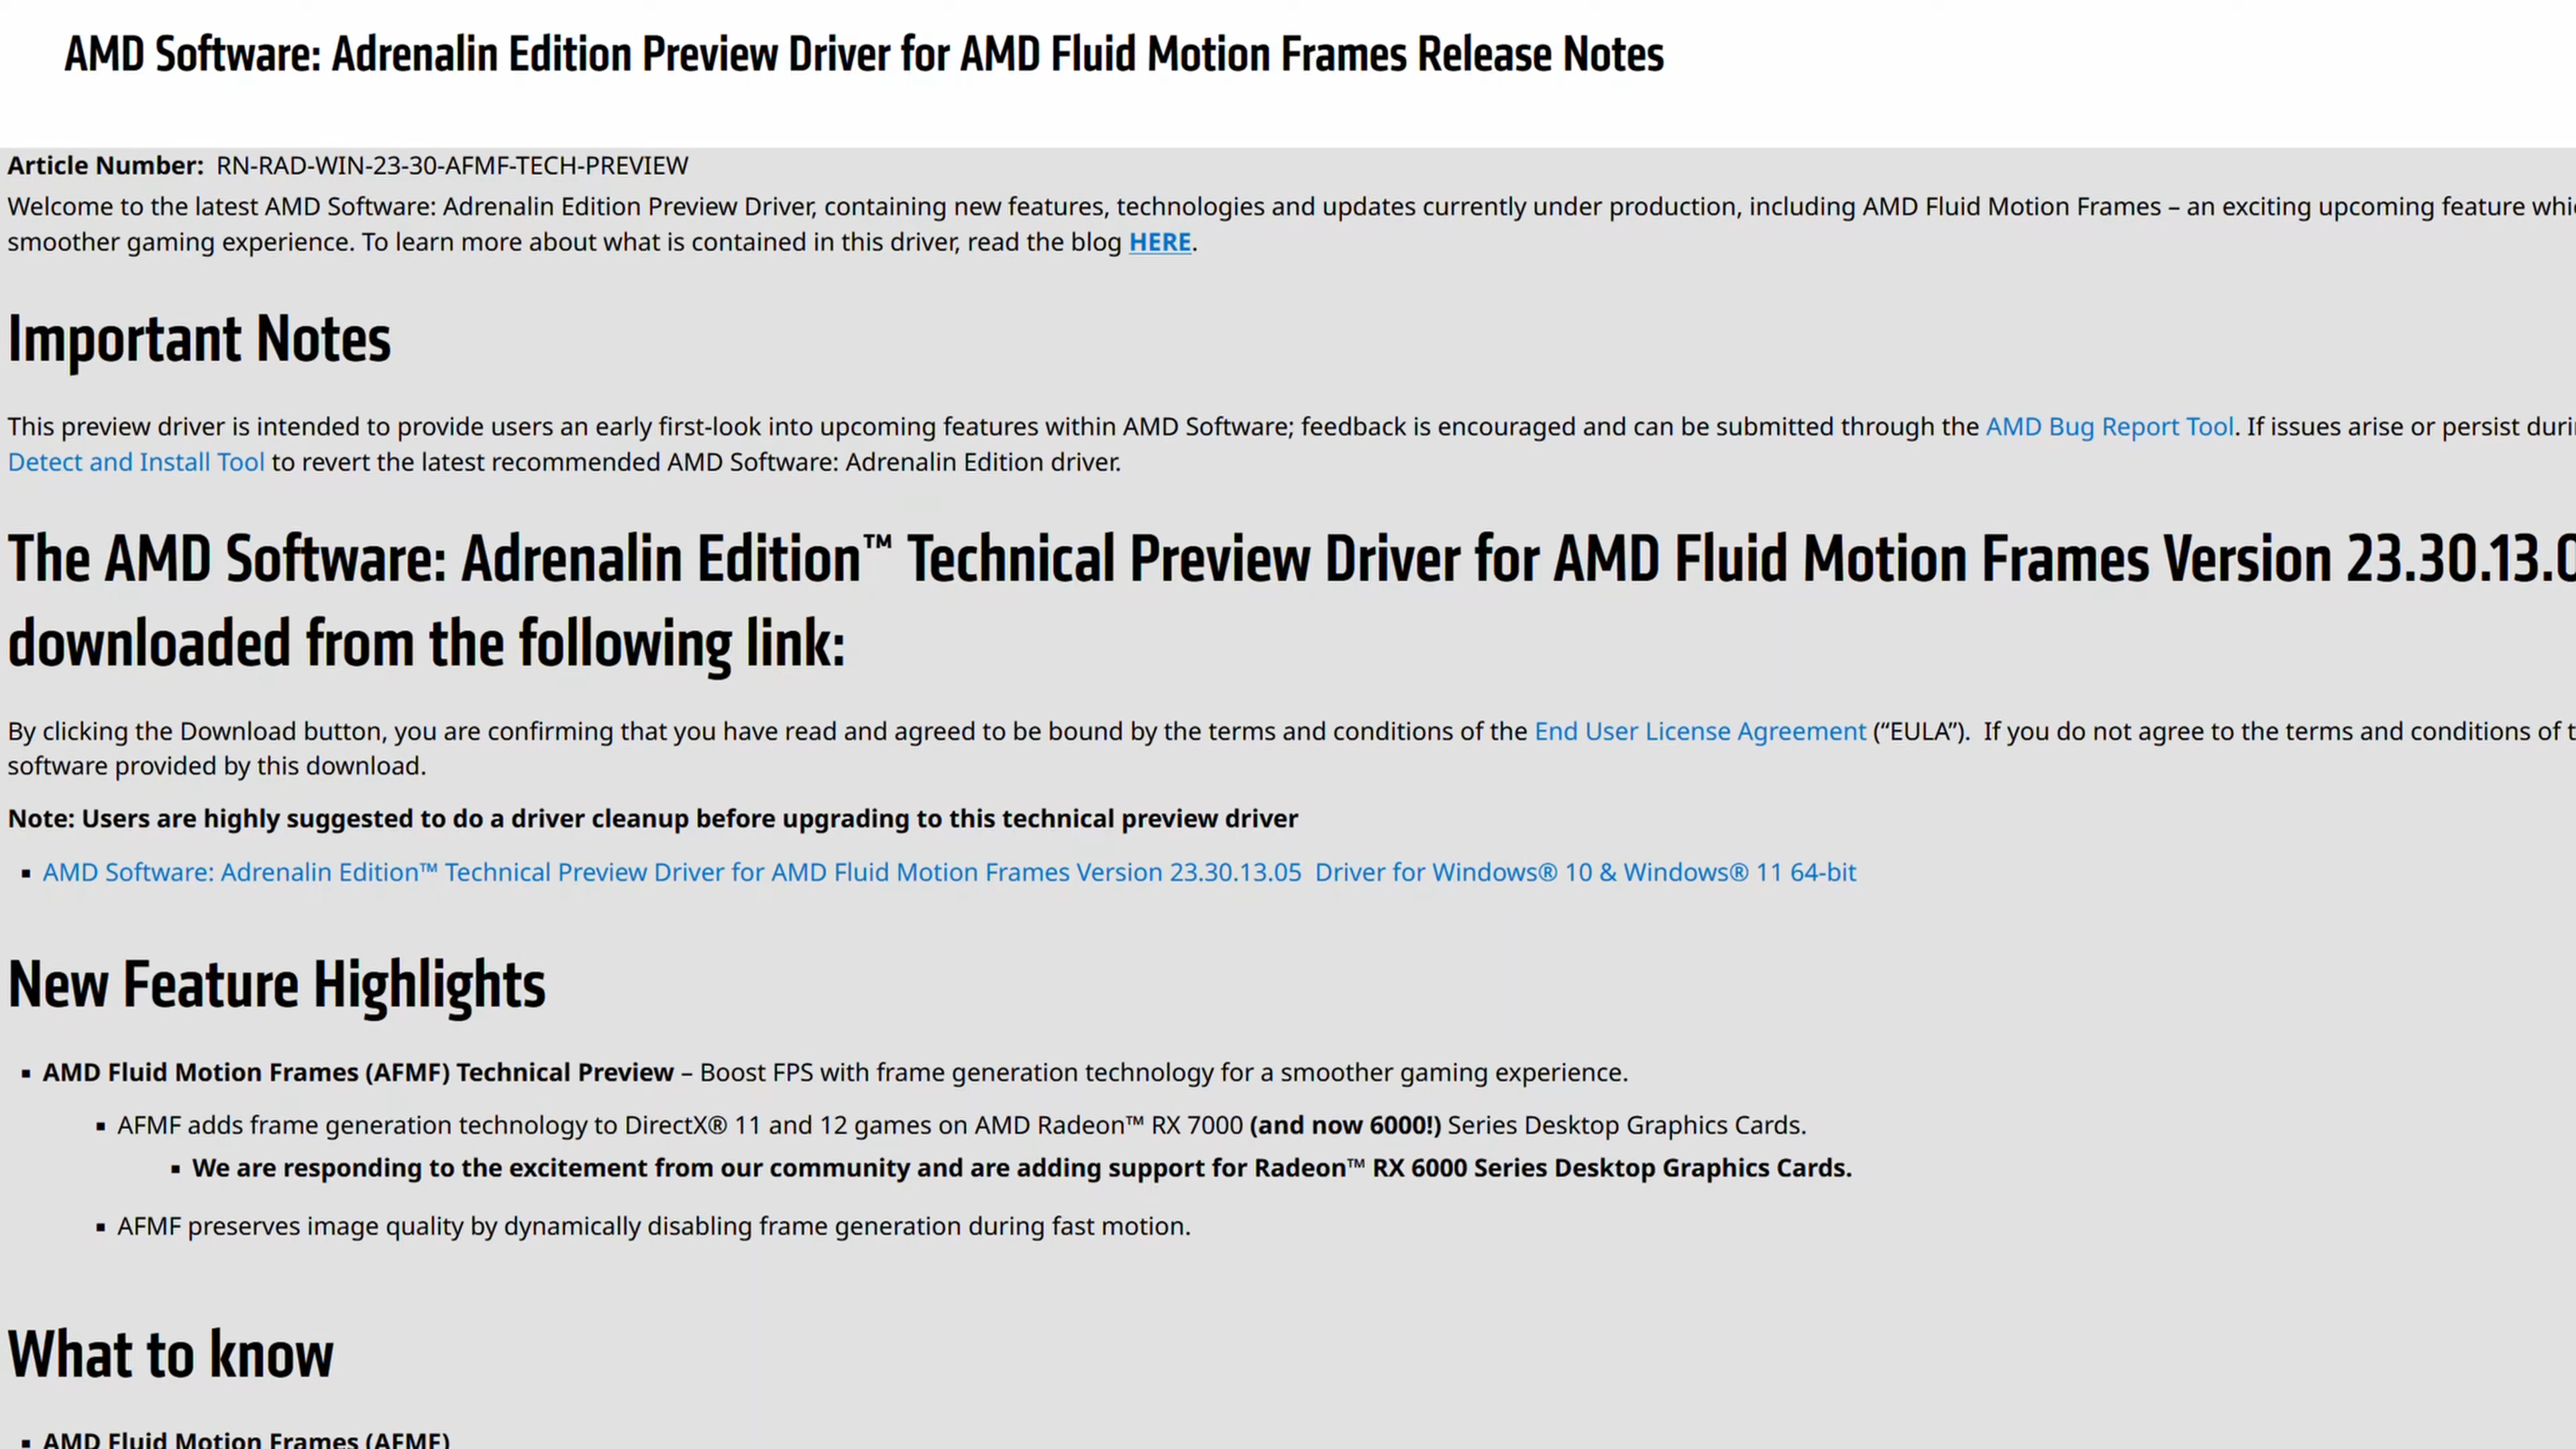 AMD Software: Adrenalin Edition Preview Driver for AMD Fluid Motion Frames Release Notes
Article Number: RN-RAD-WIN-23-30-AFMF-TECH-PREVIEW
Welcome to the latest AMD Software: Adrenalin Edition Preview Driver, containing new features, technologies and updates currently under production, including AMD Fluid Motion Frames – an exciting upcoming feature
smoother gaming experience. To learn more about what is contained in this driver, read the blog HERE.
Important Notes
This preview driver is intended to provide users an early first-look into upcoming features within AMD Software; feedback is encouraged and can be submitted through the AMD Bug Report Tool. If issues arise or persist
Detect and Install Tool to revert the latest recommended AMD Software: Adrenalin Edition driver.
The AMD Software: Adrenalin Edition™ Technical Preview Driver for AMD Fluid Motion Frames Version 23.30.13.0
downloaded from the following link:
By clicking the Download button, you are confirming that you have read and agreed to be bound by the terms and conditions of the End User License Agreement (“EULA”).  If you do not agree to the terms and conditions of
software provided by this download.
Note: Users are highly suggested to do a driver cleanup before upgrading to this technical preview driver
▪ AMD Software: Adrenalin Edition™ Technical Preview Driver for AMD Fluid Motion Frames Version 23.30.13.05  Driver for Windows® 10 & Windows® 11 64-bit
New Feature Highlights
▪ AMD Fluid Motion Frames (AFMF) Technical Preview – Boost FPS with frame generation technology for a smoother gaming experience.
▪ AFMF adds frame generation technology to DirectX® 11 and 12 games on AMD Radeon™ RX 7000 (and now 6000!) Series Desktop Graphics Cards.
▪ We are responding to the excitement from our community and are adding support for Radeon™ RX 6000 Series Desktop Graphics Cards.
▪ AFMF preserves image quality by dynamically disabling frame generation during fast motion.
What to know
▪ AMD Fluid Motion Frames (AFMF)